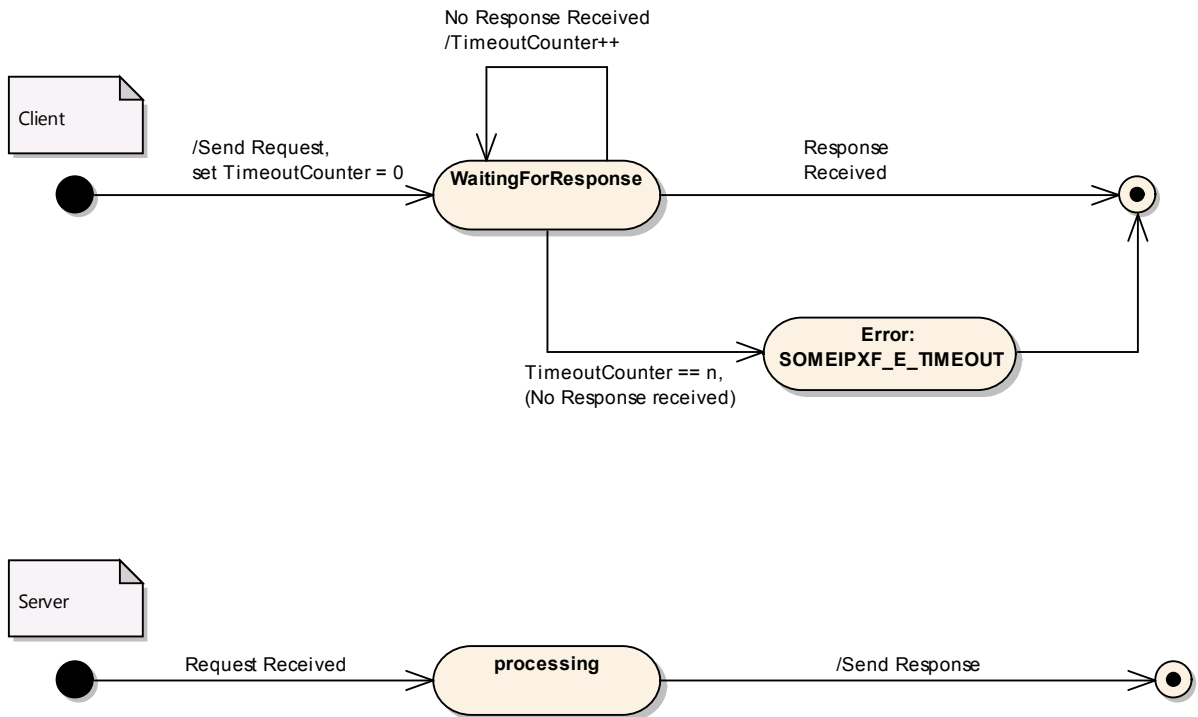 No Response Received
/TimeoutCounter++
Client
/Send Request,
set TimeoutCounter = 0
WaitingForResponse
Response
Received
Error:
SOMEIPXF_E_TIMEOUT
TimeoutCounter == n,
(No Response received)
Server
Request Received
processing
/Send Response